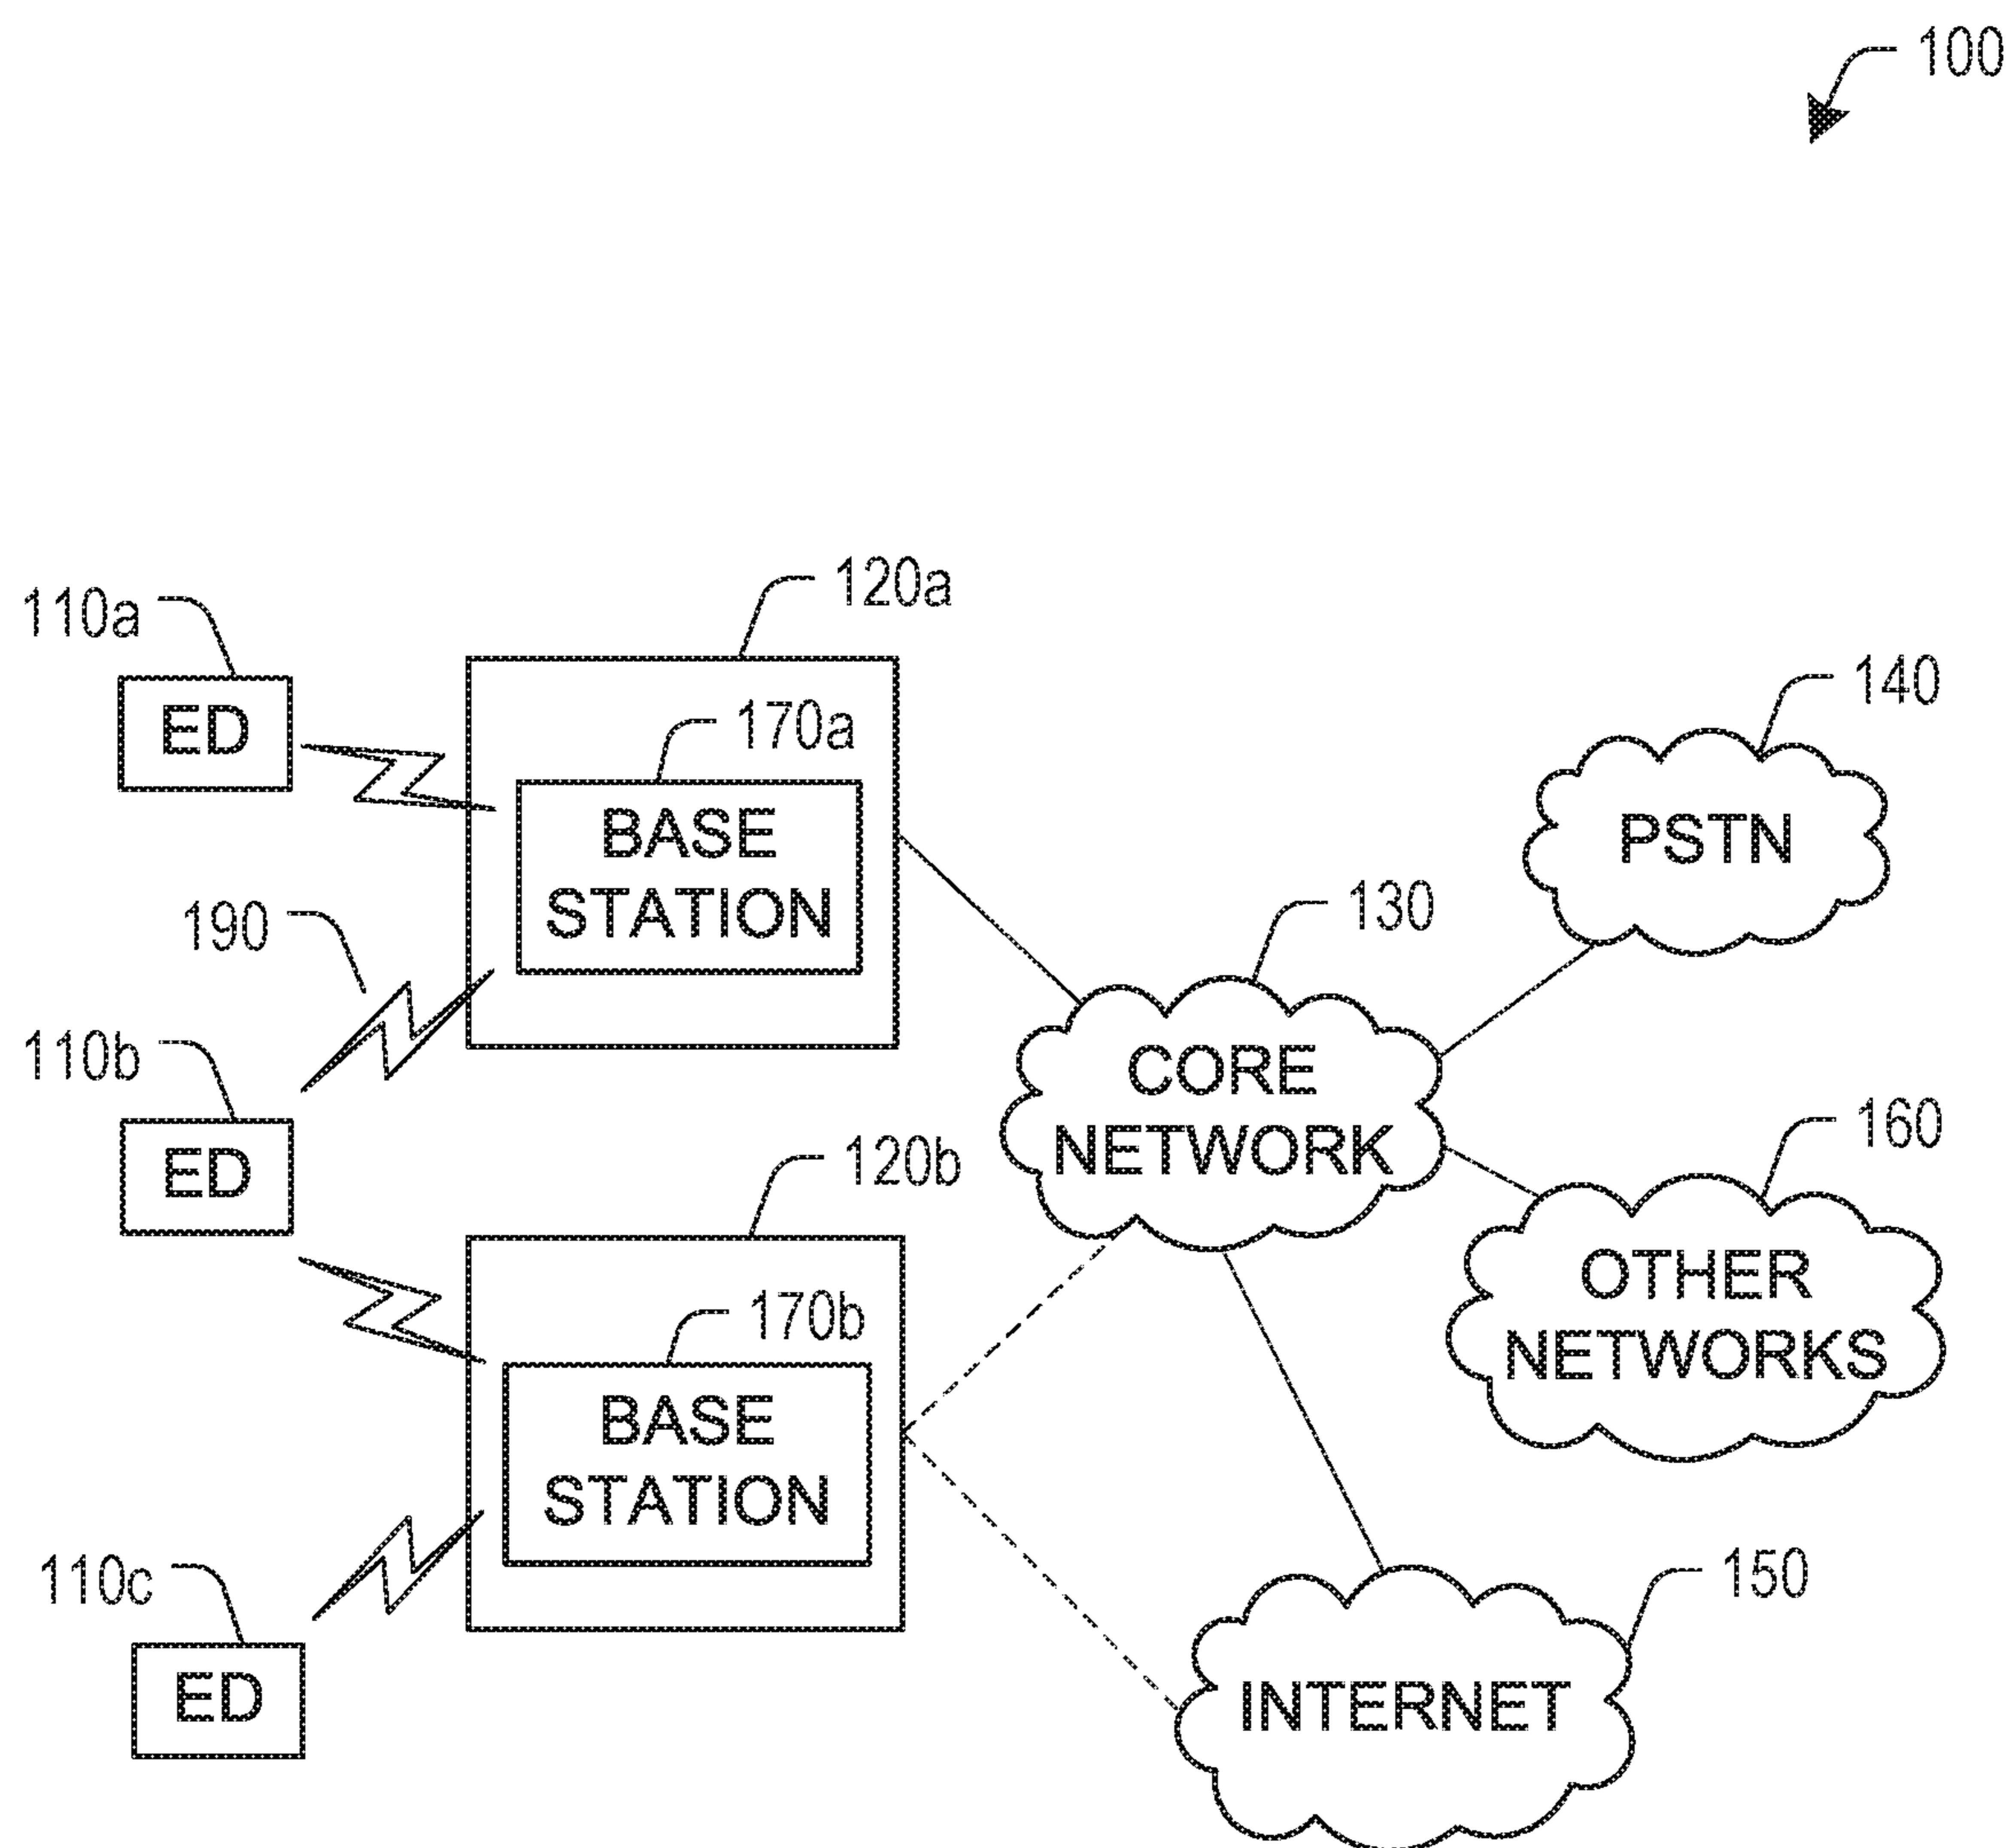 100
120a
110a
ED
170a
140
BASE
STATION
PSTN
190
130
110b
CORE
NETWORK
ED
120b
160
170b
OTHER
NETWORKS
BASE
STATION
110c
150
ED
INTERNET